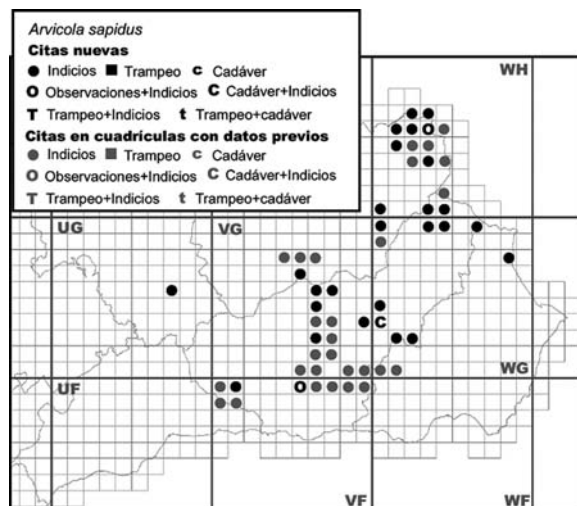 Arvicola sapidus
Citas nuevas
Indicios Trampeo c Cadáver
O Observaciones+Indicios C Cadáver+Indicios
T Trampeo+Indicios t Trampeo+cadáver
Citas en cuadrículas con datos previos
Indicios Trampeo c Cadáver
O Observaciones+Indicios C Cadáver+Indicios
T Trampeo+Indicios t Trampeo+cadáver
WH
O
UG VG
C
WG
UF
O
VF WF